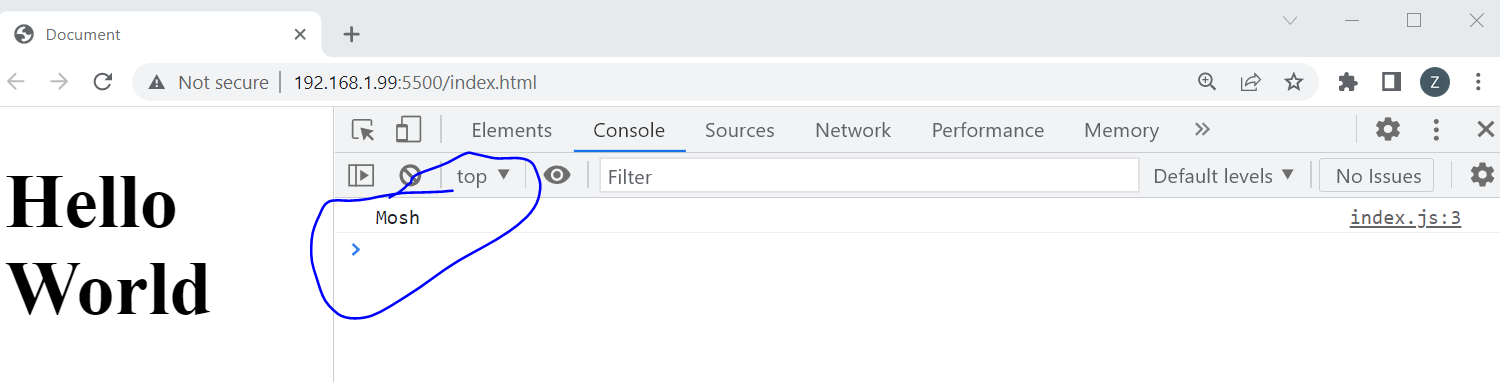 Document
Not secure 192.168.1.99:5500/index.html
Z
Elements Console Sources Network Performance Memory
top Filter Default levels No Issues
Mosh index.js:3
Hello
World